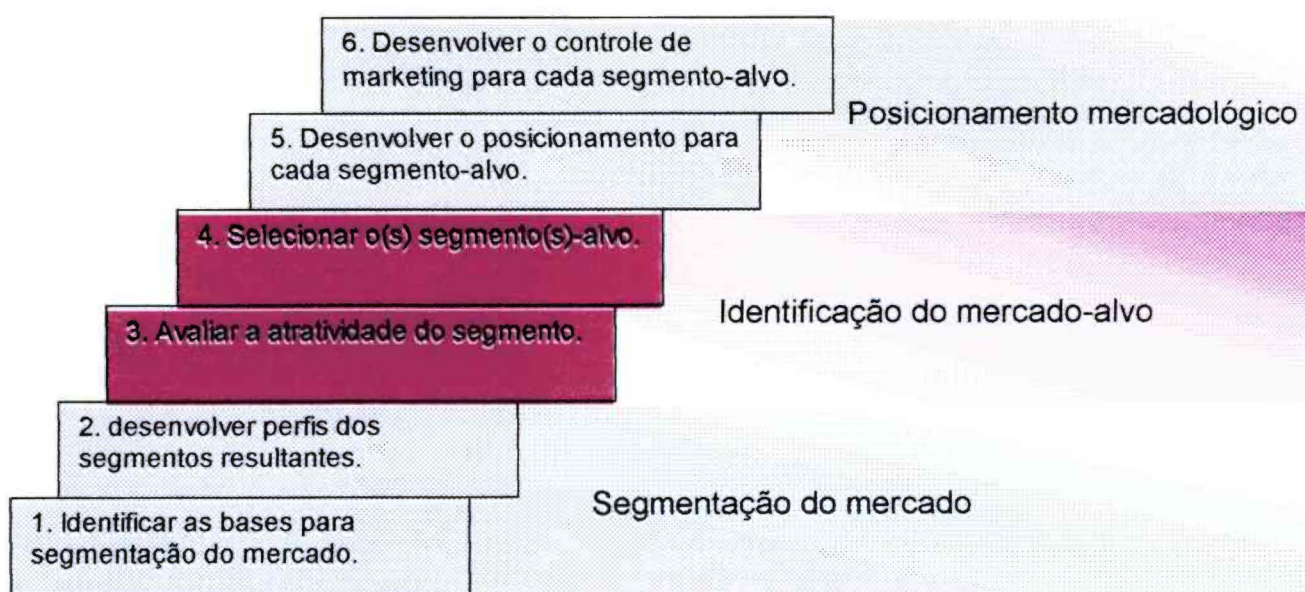 6. Desenvolver o controle de
marketing para cada segmento-alvo.
Posicionamento mercadológico
5. Desenvolver o posicionamento para
cada segmento-alvo.
4. Selecionar o(s) segmento(s)-alvo.
Identificação do mercado-alvo
3. Avaliar a atratividade do segmento.
2. desenvolver perfis dos
segmentos resultantes.
Segmentação do mercado
1. Identificar as bases para
segmentação do mercado.